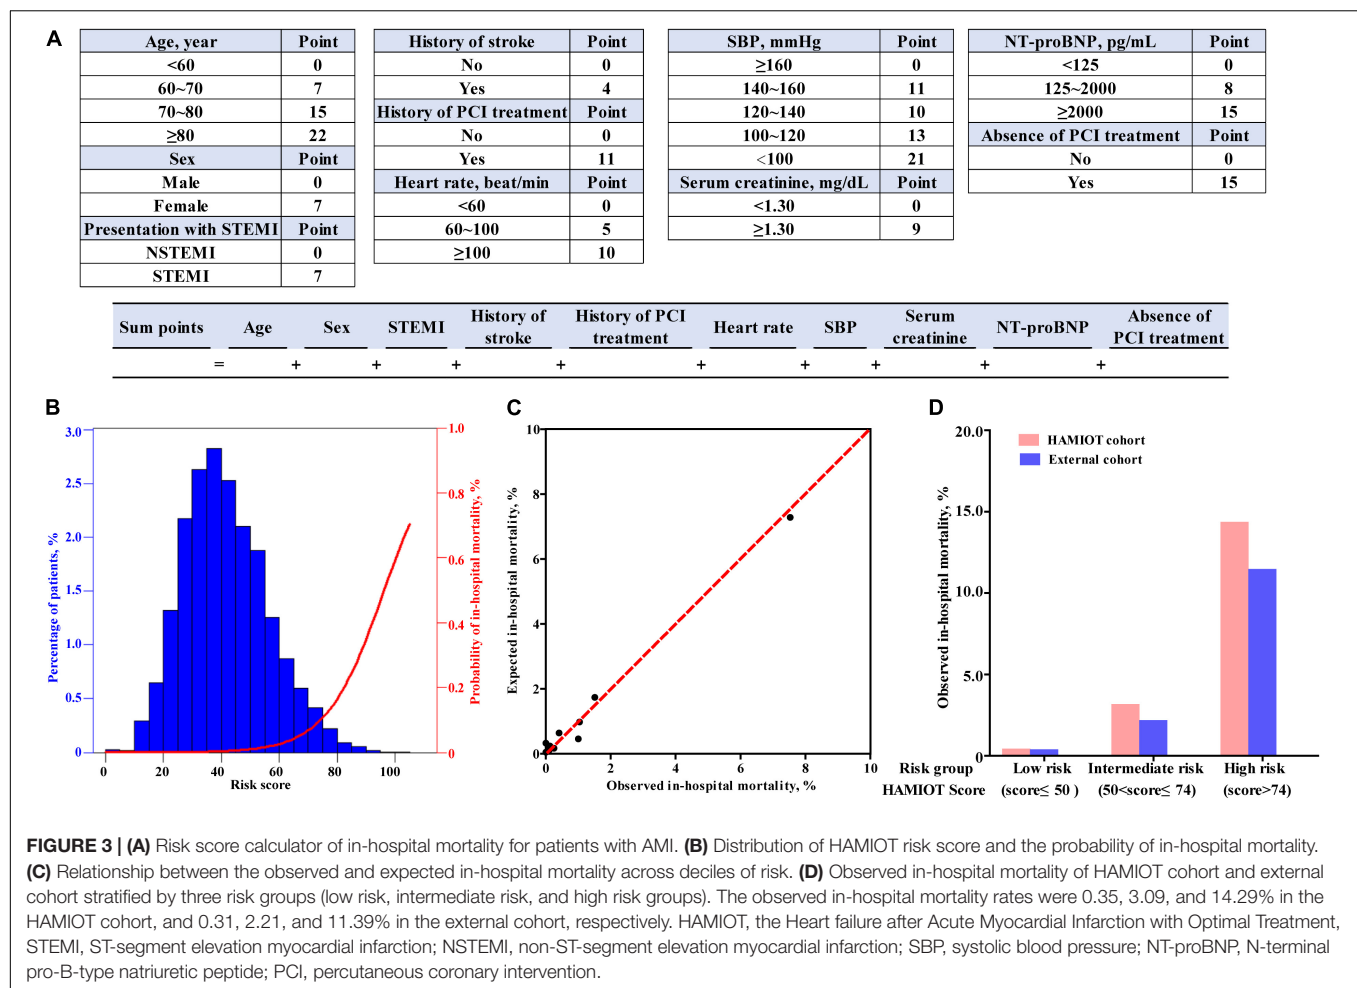 A
Age, year Point
<60 0
60~70 7
70~80 15
≥80 22
Sex Point
Male 0
Female 7
Presentation with STEMI Point
NSTEMI 0
STEMI 7
History of stroke Point
No 0
Yes 4
History of PCI treatment Point
No 0
Yes 11
Heart rate, beat/min Point
<60 0
60~100 5
≥100 10
SBP, mmHg Point
≥160 0
140~160 11
120~140 10
100~120 13
<100 21
Serum creatinine, mg/dL Point
<1.30 0
≥1.30 9
NT-proBNP, pg/mL Point
<125 0
125~2000 8
≥2000 15
Absence of PCI treatment Point
No 0
Yes 15
Sum points Age Sex STEMI History of stroke History of PCI treatment Heart rate SBP Serum creatinine NT-proBNP Absence of PCI treatment
= + + + + + + + + +
B
Percentage of patients, %
3.0
2.5
2.0
1.5
1.0
0.5
0
1.0
0.8
0.6
0.4
0.2
0
Probability of in-hospital mortality, %
0 20 40 60 80 100
Risk score
C
Expected in-hospital mortality, %
10
8
6
4
2
0
0 2 4 6 8 10
Observed in-hospital mortality, %
D
Observed in-hospital mortality, %
20.0
15.0
10.0
5.0
0.0
HAMIOT cohort
External cohort
Risk group Low risk Intermediate risk High risk
HAMIOT Score (score≤ 50 ) (50<score≤ 74) (score>74)
FIGURE 3 | (A) Risk score calculator of in-hospital mortality for patients with AMI. (B) Distribution of HAMIOT risk score and the probability of in-hospital mortality.
(C) Relationship between the observed and expected in-hospital mortality across deciles of risk. (D) Observed in-hospital mortality of HAMIOT cohort and external
cohort stratified by three risk groups (low risk, intermediate risk, and high risk groups). The observed in-hospital mortality rates were 0.35, 3.09, and 14.29% in the
HAMIOT cohort, and 0.31, 2.21, and 11.39% in the external cohort, respectively. HAMIOT, the Heart failure after Acute Myocardial Infarction with Optimal Treatment,
STEMI, ST-segment elevation myocardial infarction; NSTEMI, non-ST-segment elevation myocardial infarction; SBP, systolic blood pressure; NT-proBNP, N-terminal
pro-B-type natriuretic peptide; PCI, percutaneous coronary intervention.